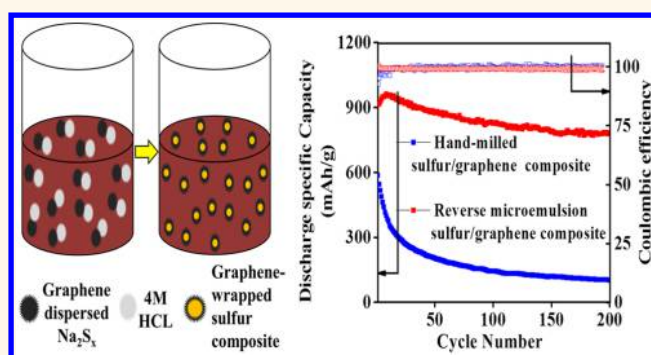 Graphene
dispersed
Na₂Sₓ
4M
HCL
Graphene-
wrapped
sulfur
composite
Discharge specific Capacity
(mAh/g)
1200
900
600
300
0
Hand-milled
sulfur/graphene composite
Reverse microemulsion
sulfur/graphene composite
50
100
150
200
Cycle Number
100
75
50
25
0
Coulombic efficiency